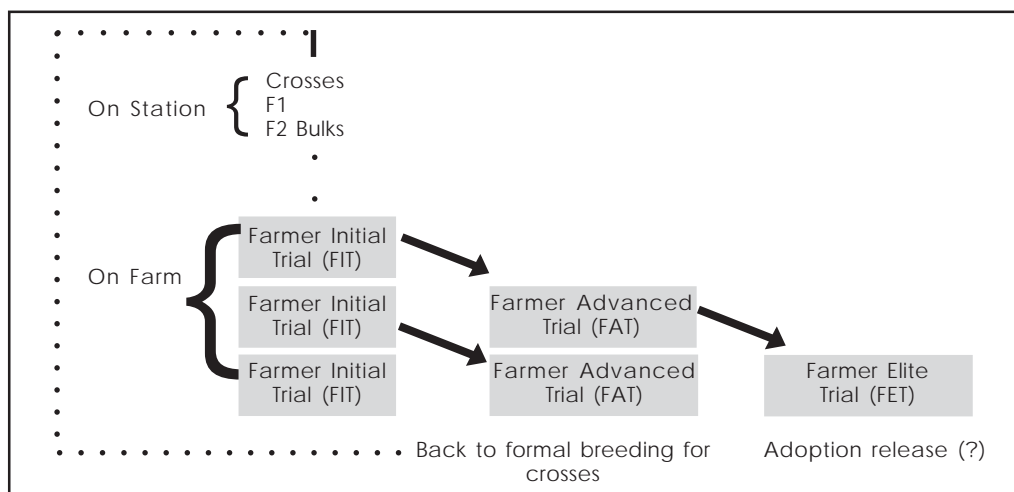 Crosses
On Station
F1
F2 Bulks
On Farm
Farmer Initial
Trial (FIT)
Farmer Initial
Trial (FIT)
Farmer Initial
Trial (FIT)
Farmer Advanced
Trial (FAT)
Farmer Advanced
Trial (FAT)
Farmer Elite
Trial (FET)
Back to formal breeding for
crosses
Adoption release (?)